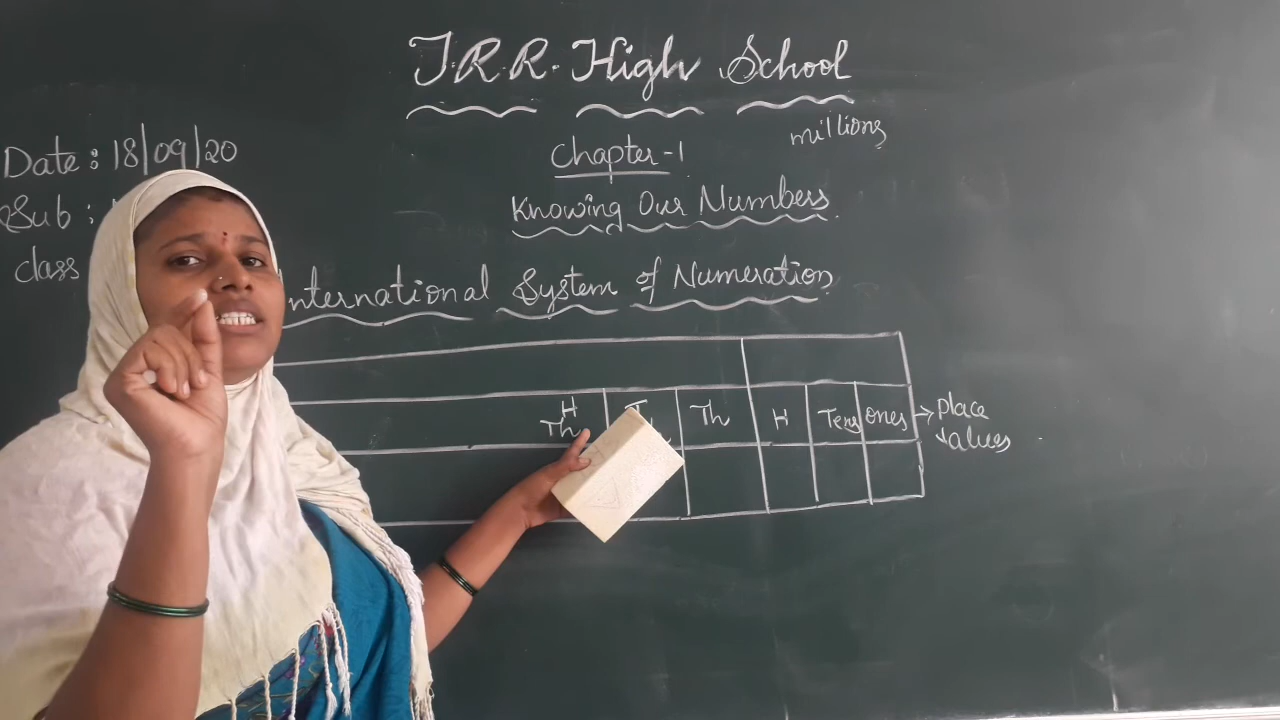 J.R.R. High School
millions
Date: 18/09/20
Chapter-1
Sub:
Knowing Our Numbers
class
nternational System of Numeration
H Th Th H Tens Ones → Place values